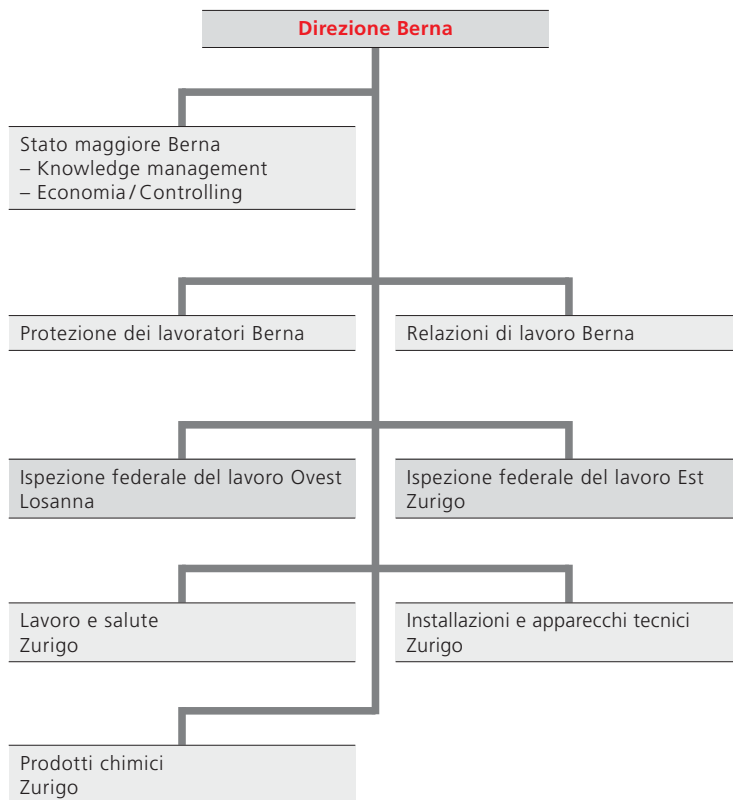 Direzione Berna
Stato maggiore Berna
– Knowledge management
– Economia/Controlling
Protezione dei lavoratori Berna
Relazioni di lavoro Berna
Ispezione federale del lavoro Ovest
Losanna
Ispezione federale del lavoro Est
Zurigo
Lavoro e salute
Zurigo
Installazioni e apparecchi tecnici
Zurigo
Prodotti chimici
Zurigo